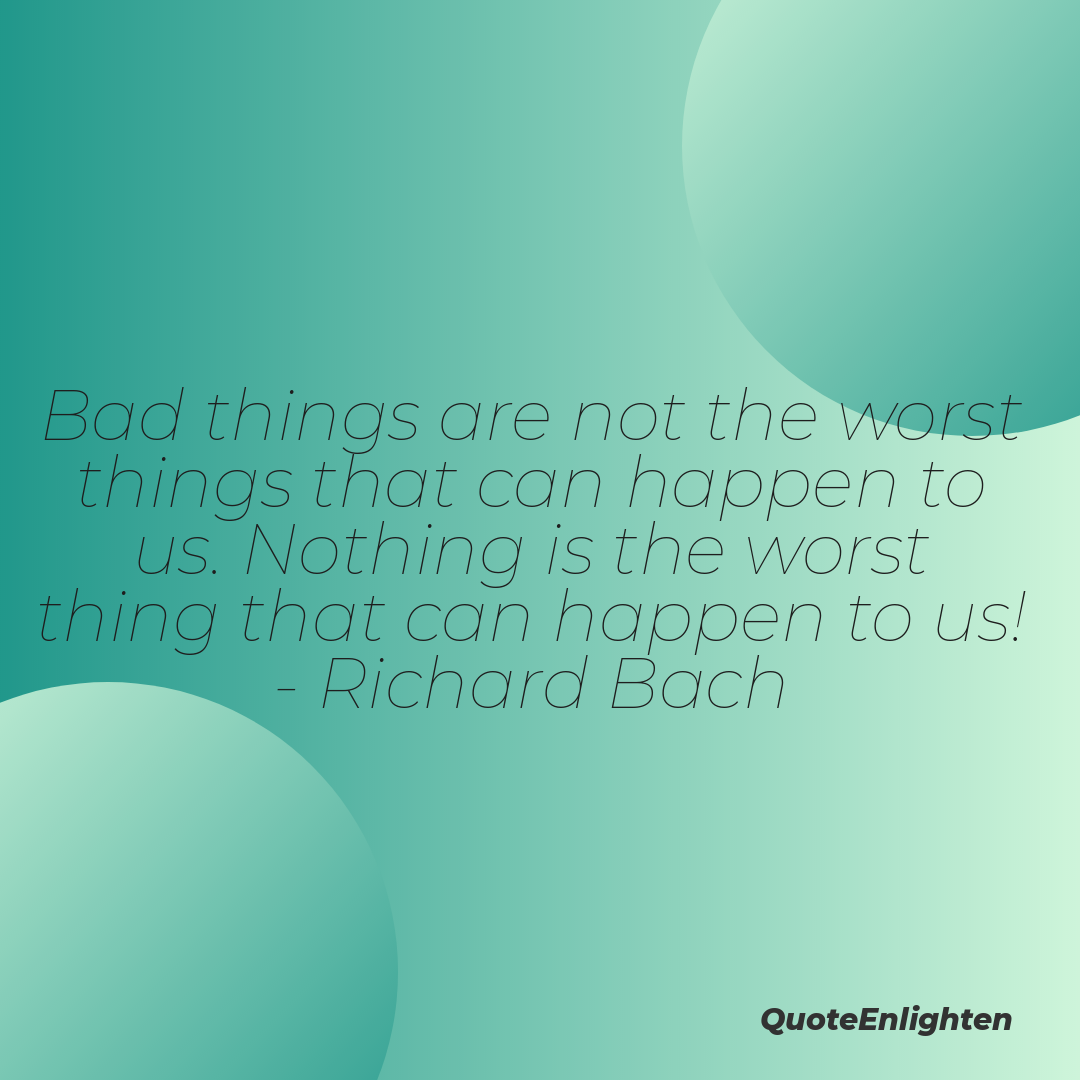 Bad things are not the worst
things that can happen to
us. Nothing is the worst
thing that can happen to us!
- Richard Bach
QuoteEnlighten